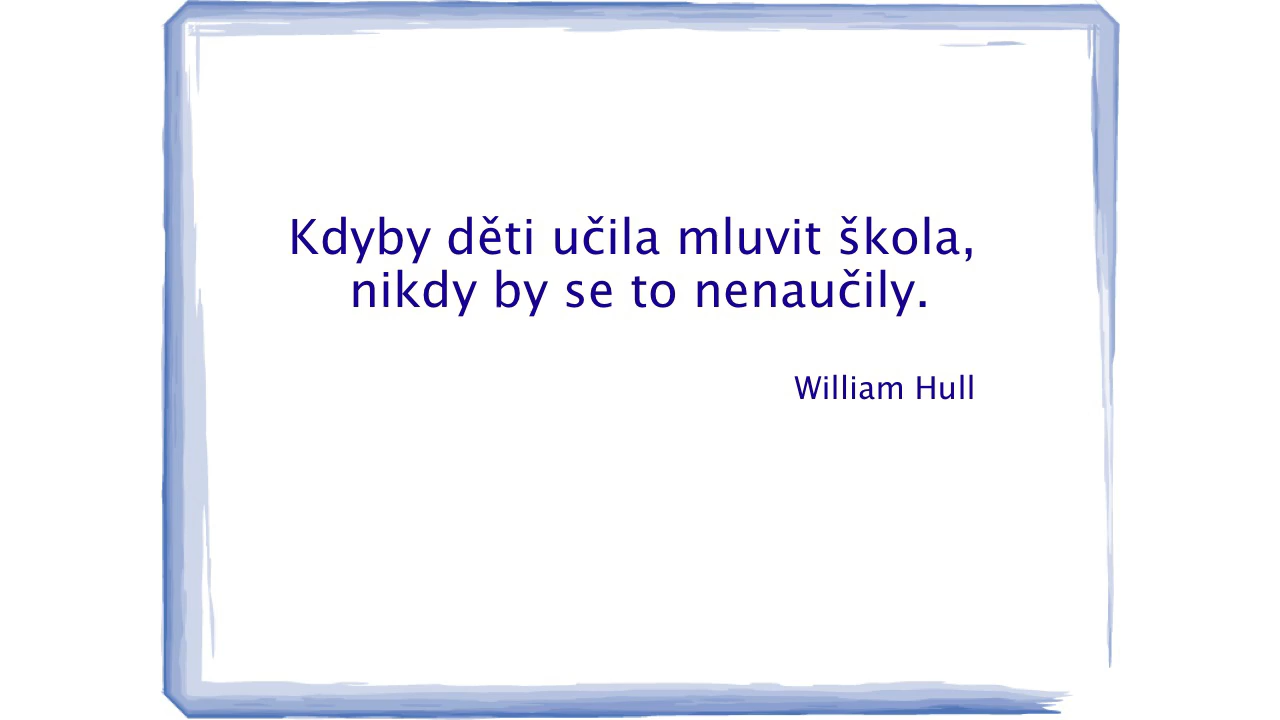 Kdyby děti učila mluvit škola,
nikdy by se to nenaučily.
William Hull